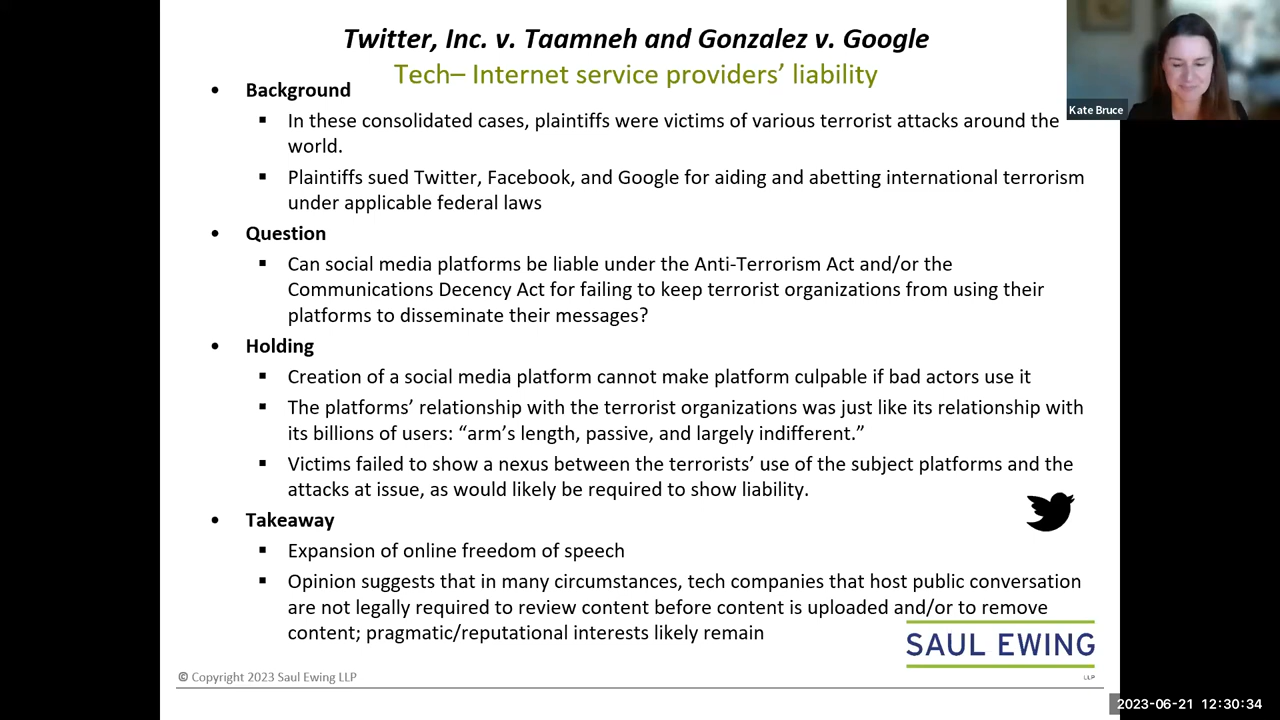 Twitter, Inc. v. Taamneh and Gonzalez v. Google
Tech– Internet service providers’ liability
Kate Bruce
• Background
▪ In these consolidated cases, plaintiffs were victims of various terrorist attacks around the
world.
▪ Plaintiffs sued Twitter, Facebook, and Google for aiding and abetting international terrorism
under applicable federal laws
• Question
▪ Can social media platforms be liable under the Anti-Terrorism Act and/or the
Communications Decency Act for failing to keep terrorist organizations from using their
platforms to disseminate their messages?
• Holding
▪ Creation of a social media platform cannot make platform culpable if bad actors use it
▪ The platforms’ relationship with the terrorist organizations was just like its relationship with
its billions of users: “arm’s length, passive, and largely indifferent.”
▪ Victims failed to show a nexus between the terrorists’ use of the subject platforms and the
attacks at issue, as would likely be required to show liability.
• Takeaway
▪ Expansion of online freedom of speech
▪ Opinion suggests that in many circumstances, tech companies that host public conversation
are not legally required to review content before content is uploaded and/or to remove
content; pragmatic/reputational interests likely remain
SAUL EWING
LLP
© Copyright 2023 Saul Ewing LLP
2023-06-21 12:30:34